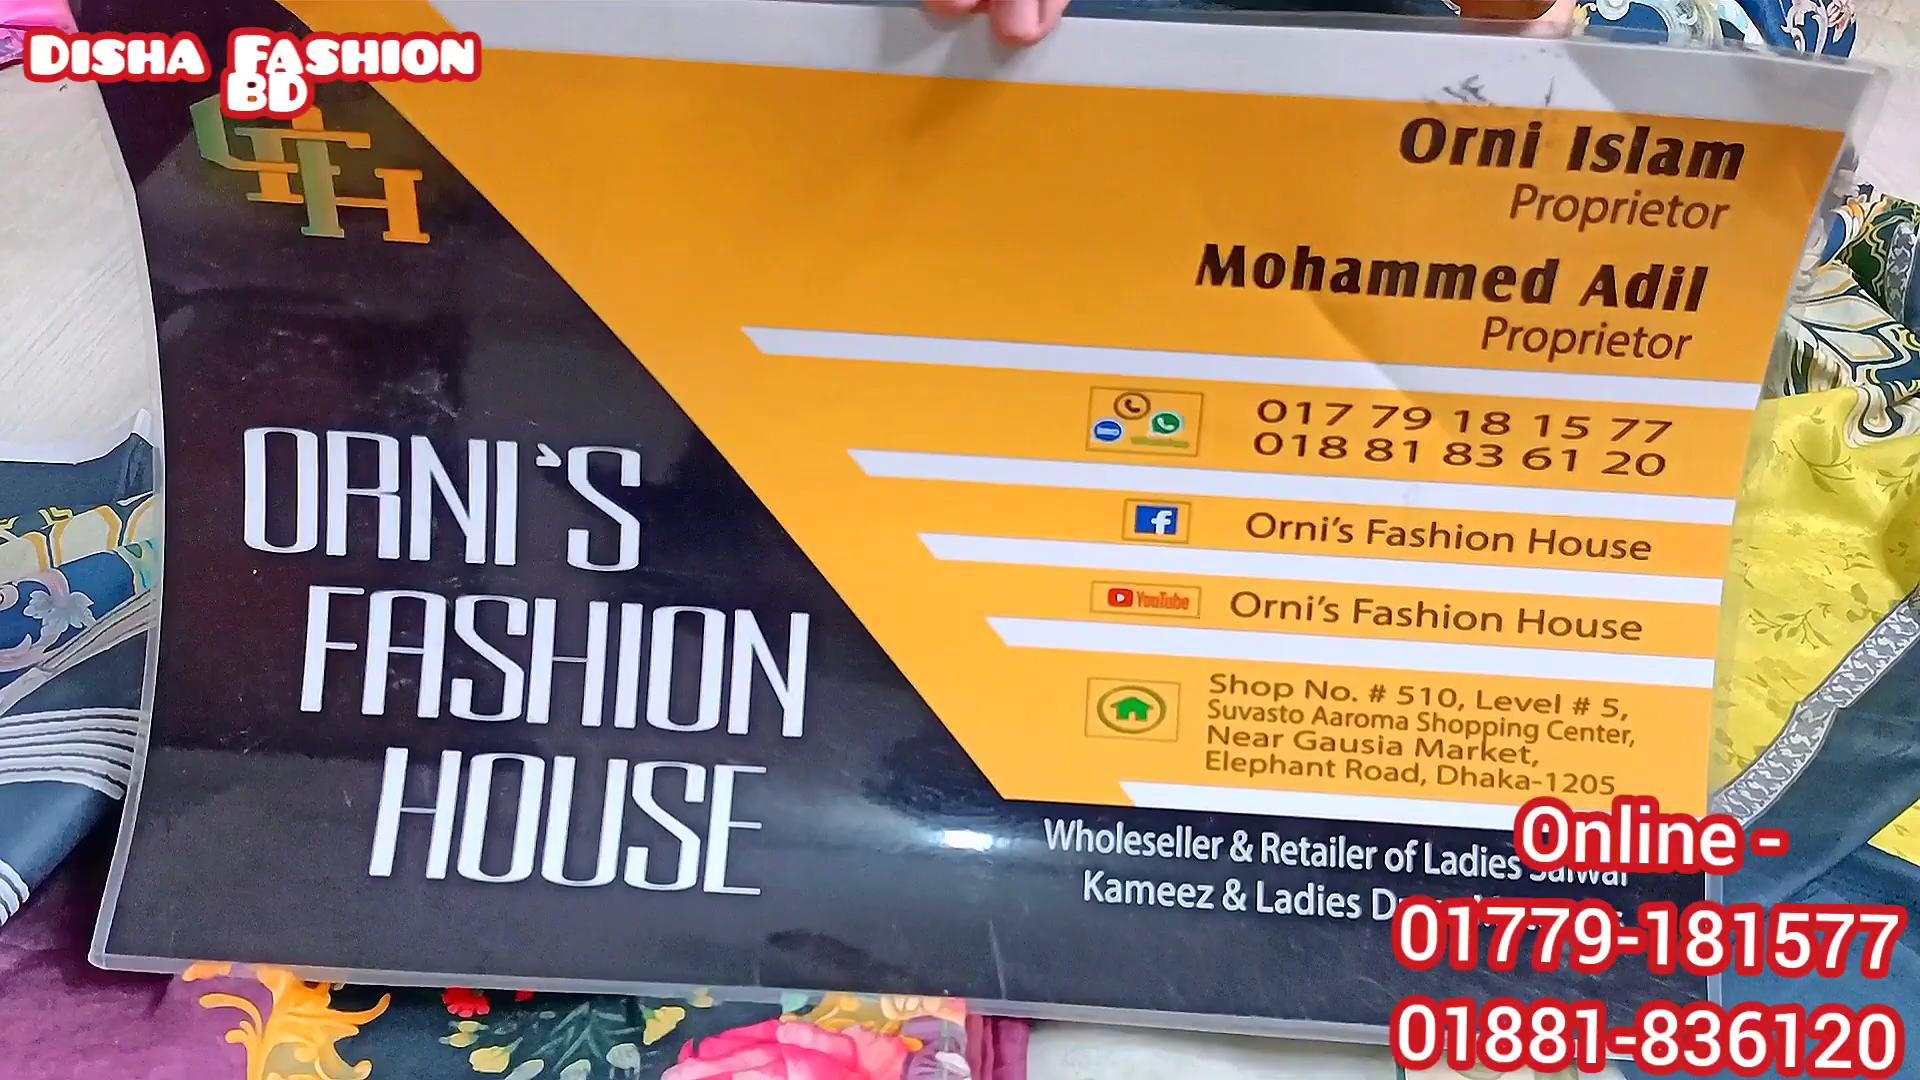 Disha Fashion
BD
Orni Islam
Proprietor
Mohammed Adil
Proprietor
017 79 18 15 77
018 81 83 61 20
Orni's Fashion House
YouTube
Orni's Fashion House
Shop No. # 510, Level # 5,
Suvasto Aaroma Shopping Center,
Near Gausia Market,
Elephant Road, Dhaka-1205
ORNI'S
FASHION
HOUSE
Wholeseller & Retailer of Ladies Salwar
Kameez & Ladies
Online -
01779-181577
01881-836120